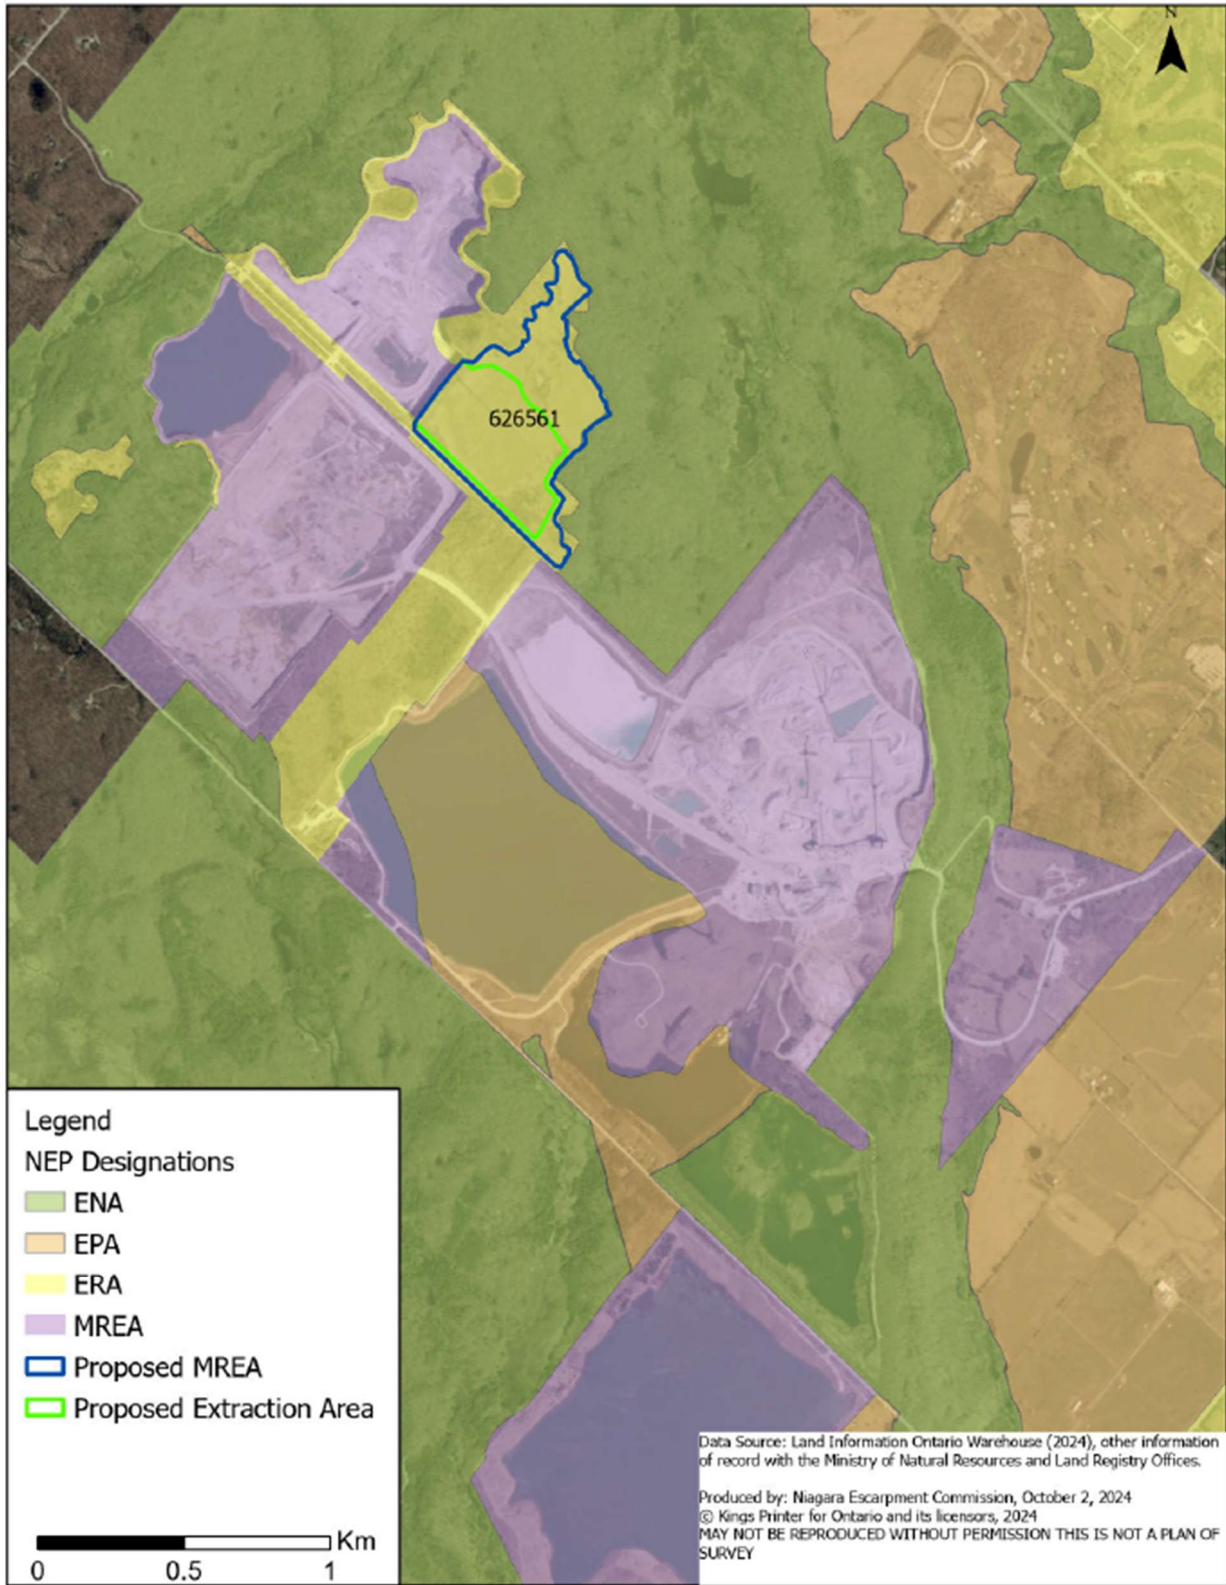 N
626561
Legend
NEP Designations
ENA
EPA
ERA
MREA
Proposed MREA
Proposed Extraction Area
Km
0 0.5 1
Data Source: Land Information Ontario Warehouse (2024), other information
of record with the Ministry of Natural Resources and Land Registry Offices.
Produced by: Niagara Escarpment Commission, October 2, 2024
© Kings Printer for Ontario and its licensors, 2024
MAY NOT BE REPRODUCED WITHOUT PERMISSION THIS IS NOT A PLAN OF
SURVEY